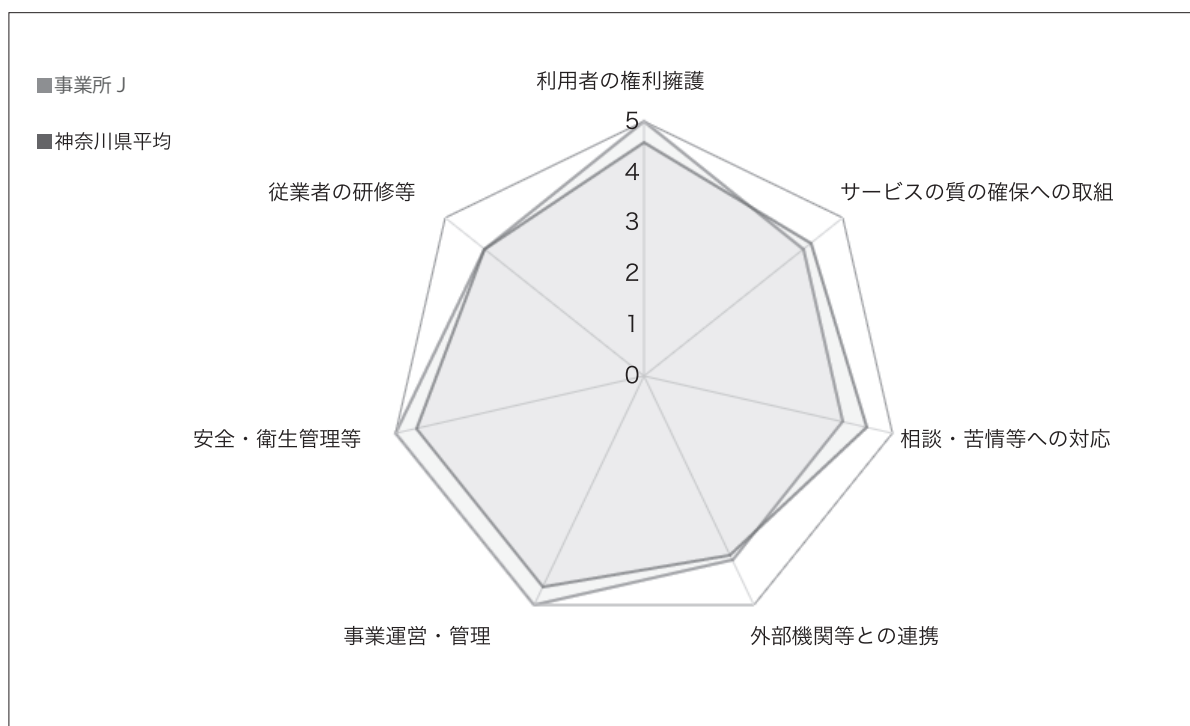 ■事業所J
■神奈川県平均
利用者の権利擁護
サービスの質の確保への取組
相談・苦情等への対応
外部機関等との連携
事業運営・管理
安全・衛生管理等
従業者の研修等
5
4
3
2
1
0